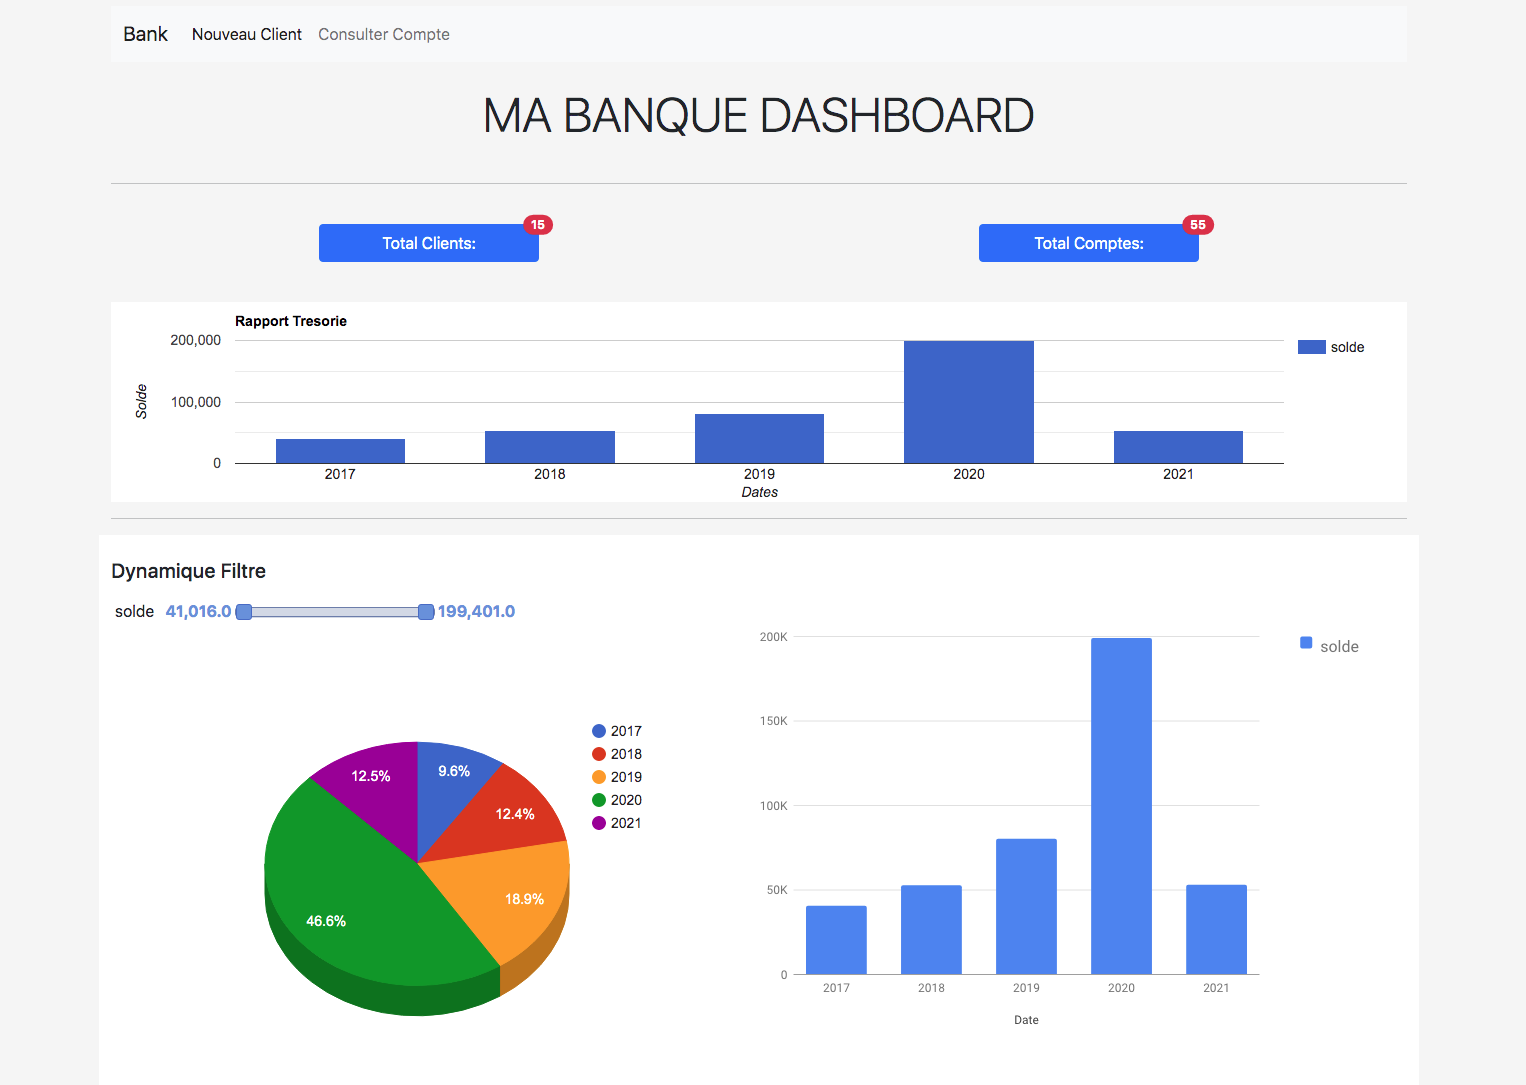 Bank Nouveau Client Consulter Compte
MA BANQUE DASHBOARD
Total Clients: 15
Total Comptes: 55
Rapport Tresorie
200,000
100,000
0
Solde
2017 2018 2019 2020 2021
Dates
solde
Dynamique Filtre
solde 41,016.0 199,401.0
2017
2018
2019
2020
2021
9.6%
12.4%
18.9%
46.6%
12.5%
200K
150K
100K
50K
0
2017 2018 2019 2020 2021
Date
solde